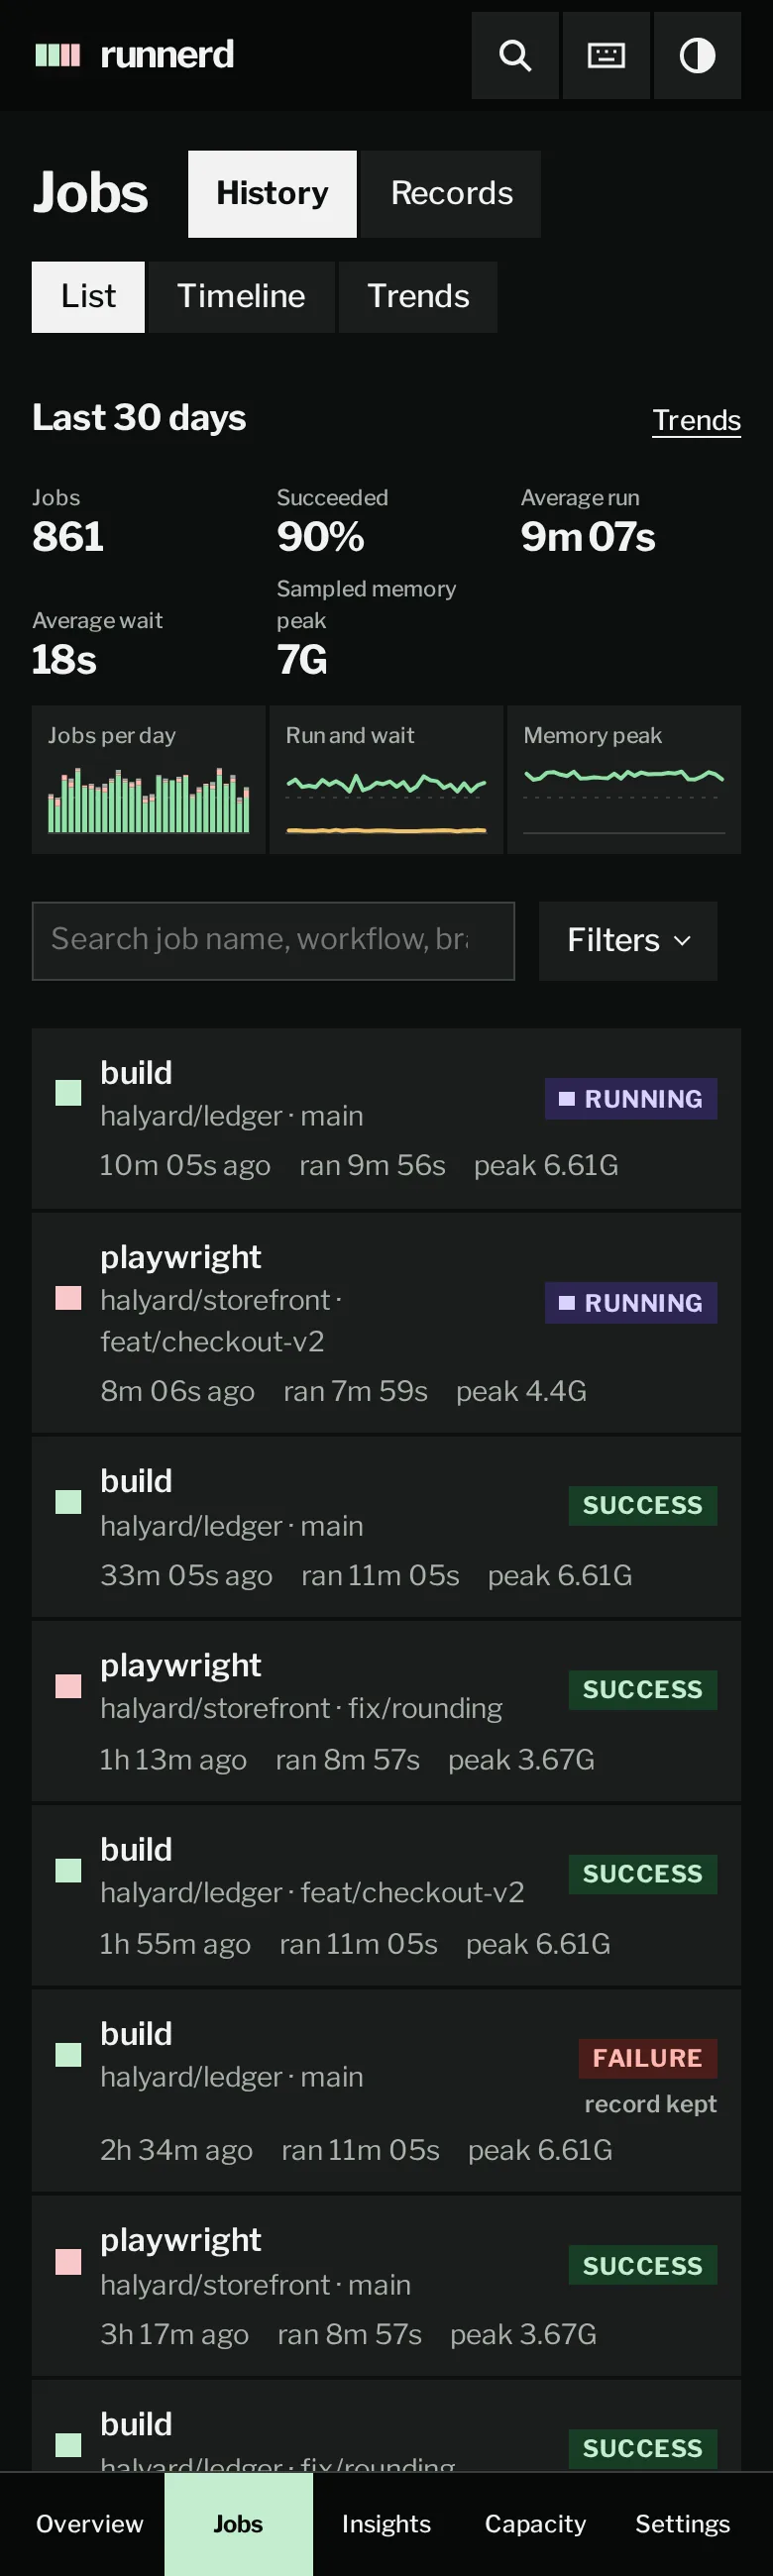 runnerd
Jobs History Records
List Timeline Trends
Last 30 days Trends
Jobs Succeeded Average run
861 90% 9m 07s
Average wait Sampled memory peak
18s 7G
Jobs per day Run and wait Memory peak
Search job name, workflow, bra Filters
build
halyard/ledger · main
RUNNING
10m 05s ago ran 9m 56s peak 6.61G
playwright
halyard/storefront ·
feat/checkout-v2
RUNNING
8m 06s ago ran 7m 59s peak 4.4G
build
halyard/ledger · main
SUCCESS
33m 05s ago ran 11m 05s peak 6.61G
playwright
halyard/storefront · fix/rounding
SUCCESS
1h 13m ago ran 8m 57s peak 3.67G
build
halyard/ledger · feat/checkout-v2
SUCCESS
1h 55m ago ran 11m 05s peak 6.61G
build
halyard/ledger · main
FAILURE
record kept
2h 34m ago ran 11m 05s peak 6.61G
playwright
halyard/storefront · main
SUCCESS
3h 17m ago ran 8m 57s peak 3.67G
build
halyard/ledger · fix/rounding
SUCCESS
Overview Jobs Insights Capacity Settings